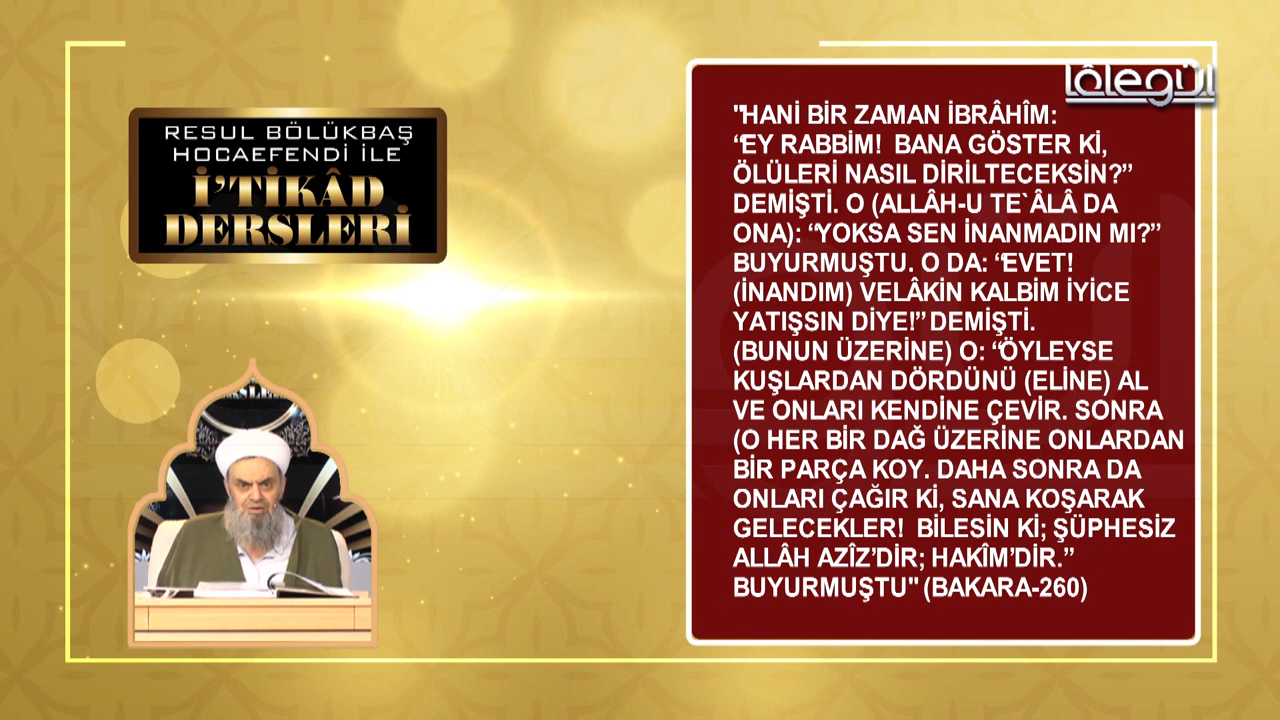 RESUL BÖLÜKBAŞ
HOCAEFENDİ İLE
İ'TİKÂD
DERSLERİ
lâlegül
"HANİ BİR ZAMAN İBRÂHÎM:
“EY RABBİM! BANA GÖSTER Kİ,
ÖLÜLERİ NASIL DİRİLTECEKSİN?”
DEMİŞTİ. O (ALLÂH-U TE`ÂLÂ DA
ONA): “YOKSA SEN İNANMADIN MI?”
BUYURMUŞTU. O DA: “EVET!
(İNANDIM) VELÂKİN KALBİM İYİCE
YATIŞSIN DİYE!” DEMİŞTİ.
(BUNUN ÜZERİNE) O: “ÖYLEYSE
KUŞLARDAN DÖRDÜNÜ (ELİNE) AL
VE ONLARI KENDİNE ÇEVİR. SONRA
(O HER BİR DAĞ ÜZERİNE ONLARDAN
BİR PARÇA KOY. DAHA SONRA DA
ONLARI ÇAĞIR Kİ, SANA KOŞARAK
GELECEKLER! BİLESİN Kİ; ŞÜPHESİZ
ALLÂH AZÎZ’DİR; HAKÎM’DİR.”
BUYURMUŞTU" (BAKARA-260)